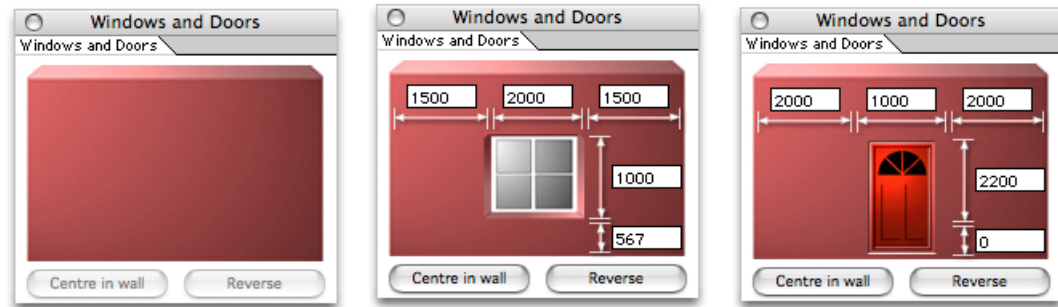 Windows and Doors
Windows and Doors
Centre in wall
Reverse
Windows and Doors
Windows and Doors
1500
2000
1500
1000
567
Centre in wall
Reverse
Windows and Doors
Windows and Doors
2000
1000
2000
2200
0
Centre in wall
Reverse